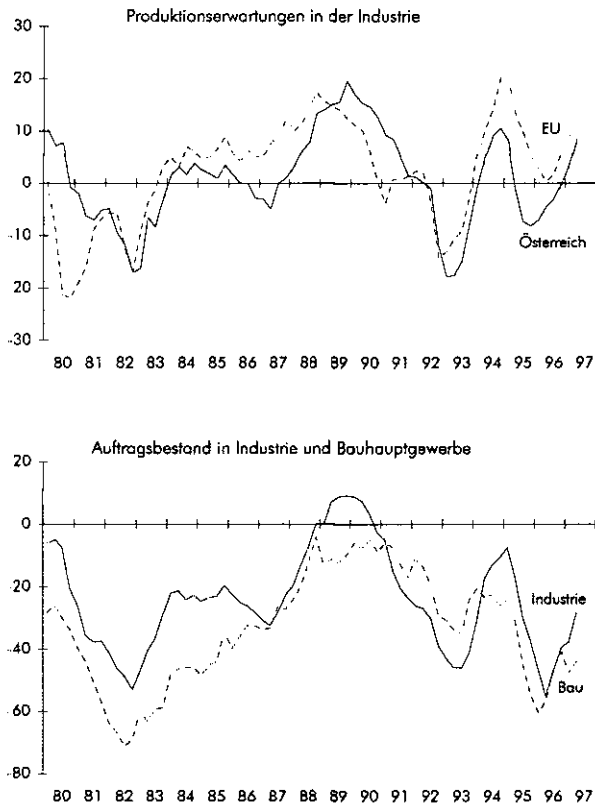 Produktionserwartungen in der Industrie
30
20
EU
10
0
-10
Österreich
-20
-30
80 81 82 83 84 85 86 87 88 89 90 91 92 93 94 95 96 97
Auftragsbestand in Industrie und Bauhauptgewerbe
20
0
-20
Industrie
-40
Bau
-60
-80
80 81 82 83 84 85 86 87 88 89 90 91 92 93 94 95 96 97